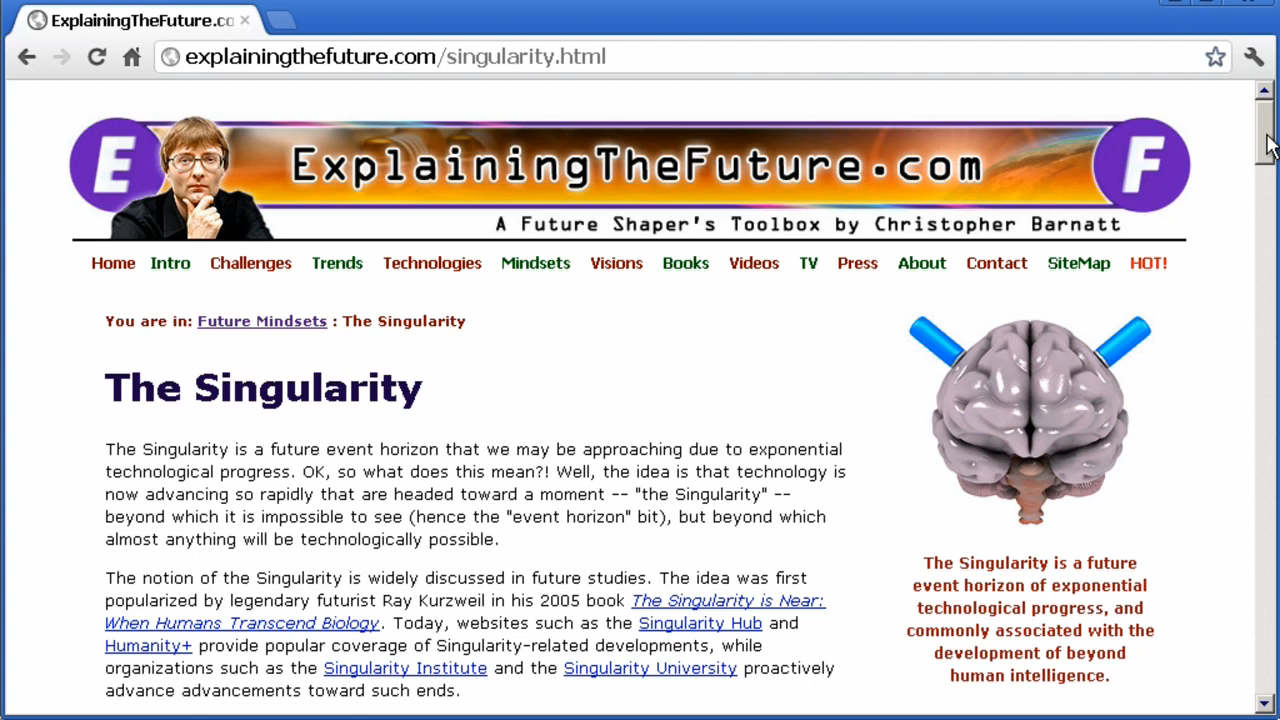 ExplainingTheFuture.co
explainingthefuture.com/singularity.html
E ExplainingTheFuture.com F
A Future Shaper's Toolbox by Christopher Barnatt
Home Intro Challenges Trends Technologies Mindsets Visions Books Videos TV Press About Contact SiteMap HOT!
You are in: Future Mindsets : The Singularity
The Singularity
The Singularity is a future event horizon that we may be approaching due to exponential
technological progress. OK, so what does this mean?! Well, the idea is that technology is
now advancing so rapidly that are headed toward a moment -- "the Singularity" --
beyond which it is impossible to see (hence the "event horizon" bit), but beyond which
almost anything will be technologically possible.
The notion of the Singularity is widely discussed in future studies. The idea was first
popularized by legendary futurist Ray Kurzweil in his 2005 book The Singularity is Near:
When Humans Transcend Biology. Today, websites such as the Singularity Hub and
Humanity+ provide popular coverage of Singularity-related developments, while
organizations such as the Singularity Institute and the Singularity University proactively
advance advancements toward such ends.
The Singularity is a future
event horizon of exponential
technological progress, and
commonly associated with the
development of beyond
human intelligence.